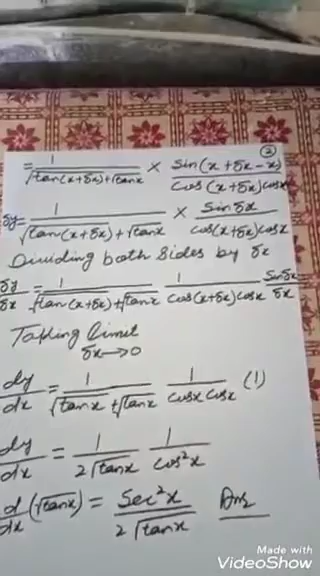 ②
= 1/(√tan(x+δx)+√tanx) × sin(x+δx-x)/(cos(x+δx)cosx)
δy = 1/(√tan(x+δx)+√tanx) × Sinδx/(cos(x+δx)cosx)
Dividing both Sides by δx
δy/δx = 1/(√tan(x+δx)+√tanx) 1/(cos(x+δx)cosx) Sinδx/δx
Taking limit
δx→0
dy/dx = 1/(√tanx+√tanx) 1/(cosx cosx) (1)
dy/dx = 1/(2√tanx) 1/cos²x
d/dx(√tanx) = Sec²x/(2√tanx) Ans
Made with
VideoShow